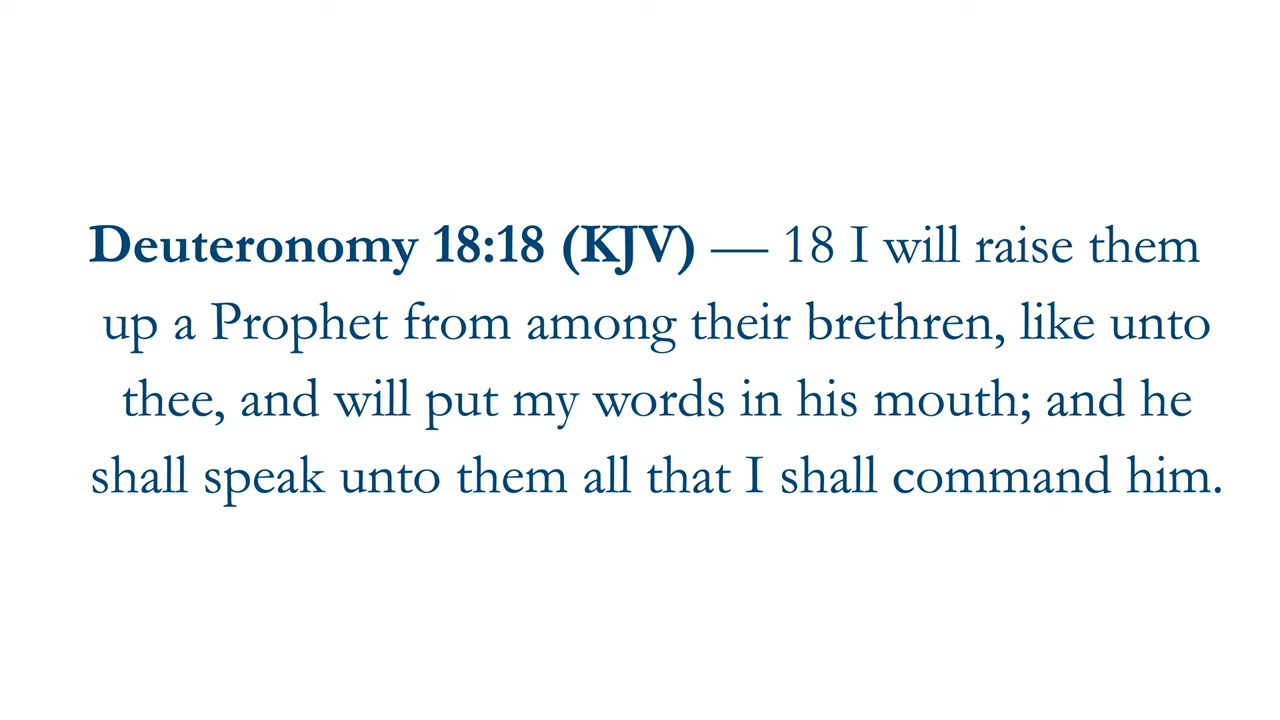 Deuteronomy 18:18 (KJV) — 18 I will raise them
up a Prophet from among their brethren, like unto
thee, and will put my words in his mouth; and he
shall speak unto them all that I shall command him.